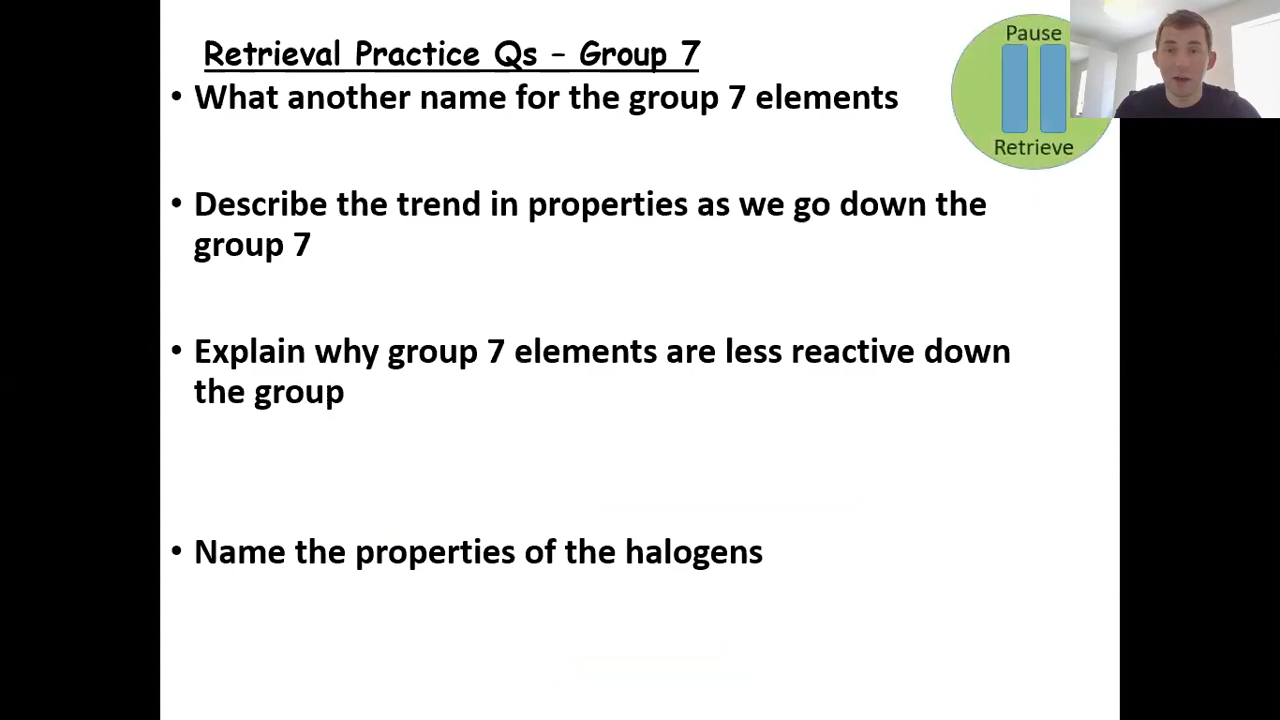 Retrieval Practice Qs – Group 7
• What another name for the group 7 elements
• Describe the trend in properties as we go down the
group 7
• Explain why group 7 elements are less reactive down
the group
• Name the properties of the halogens
Pause
Retrieve